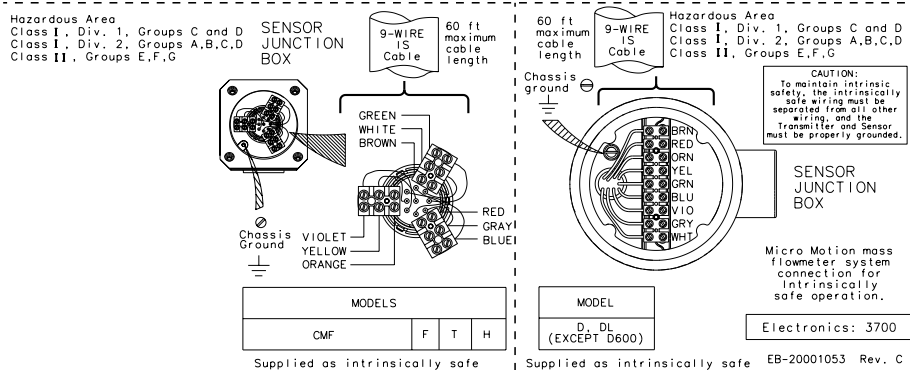 Hazardous Area
Class I, Div. 1, Groups C and D
Class I, Div. 2, Groups A,B,C,D
Class II, Groups E,F,G
SENSOR
JUNCTION
BOX
9-WIRE
IS
Cable
60 ft
maximum
cable
length
GREEN
WHITE
BROWN
RED
GRAY
BLUE
VIOLET
YELLOW
ORANGE
Chassis
Ground
MODELS
CMF
F
T
H
Supplied as intrinsically safe
60 ft
maximum
cable
length
9-WIRE
IS
Cable
Hazardous Area
Class I, Div. 1, Groups C and D
Class I, Div. 2, Groups A,B,C,D
Class II, Groups E,F,G
Chassis
ground
CAUTION:
To maintain intrinsic
safety, the intrinsically
safe wiring must be
separated from all other
wiring, and the
Transmitter and Sensor
must be properly grounded.
BRN
RED
ORN
YEL
GRN
BLU
VIO
GRY
WHT
SENSOR
JUNCTION
BOX
Micro Motion mass
flowmeter system
connection for
Intrinsically
safe operation.
MODEL
D, DL
(EXCEPT D600)
Electronics: 3700
Supplied as intrinsically safe
EB-20001053 Rev. C